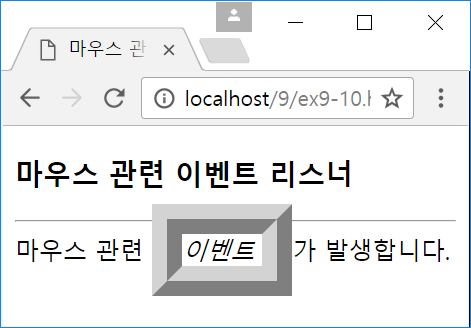 마우스 관
localhost/9/ex9-10.h
마우스 관련 이벤트 리스너
마우스 관련 이벤트 가 발생합니다.